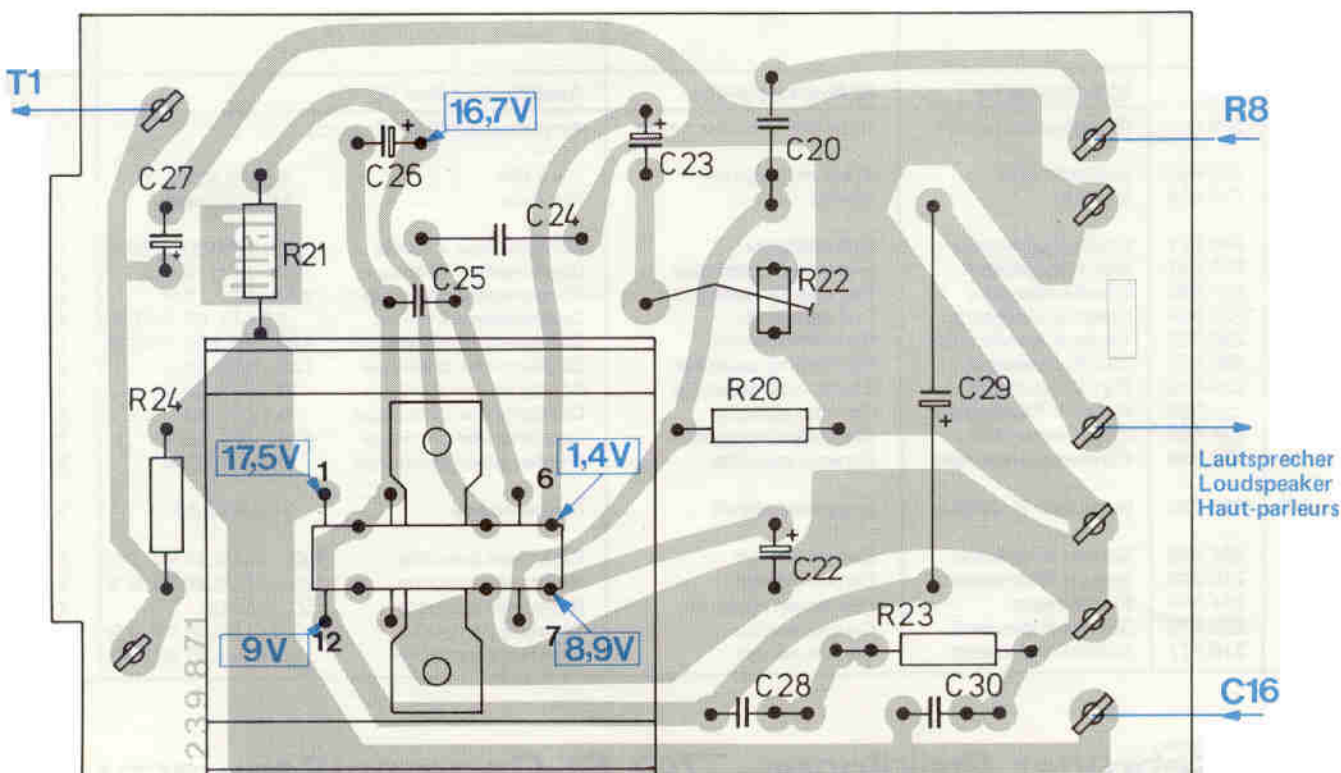 T1
16,7V
R8
C27
C26
C23
C20
R21
C24
C25
R22
R24
R20
C29
17,5V
1
6
1,4V
Lautsprecher
Loudspeaker
Haut-parleurs
C22
9V
12
7
8,9V
R23
239 871
C28
C30
C16